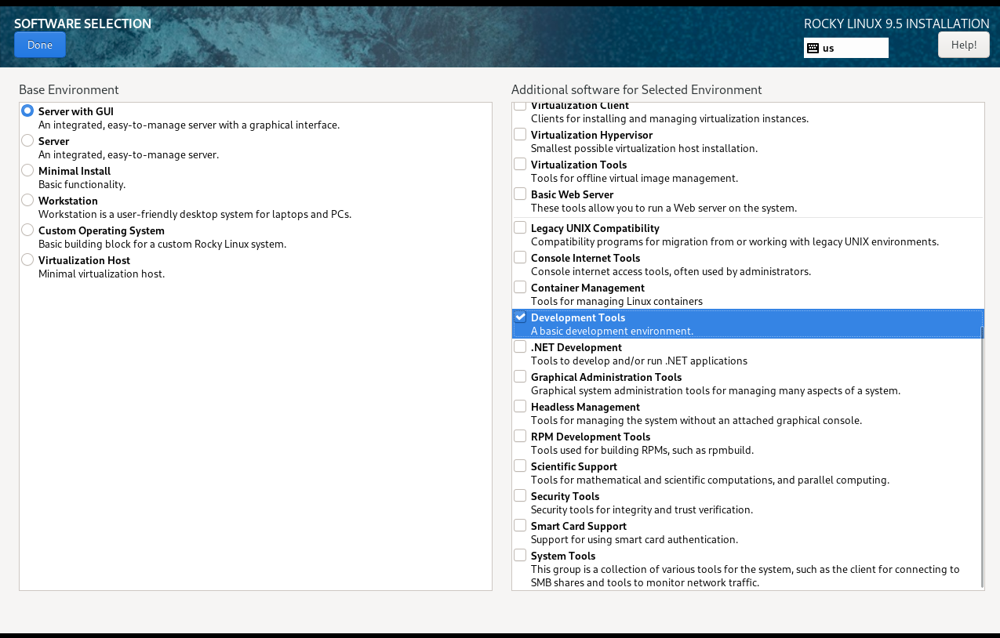 SOFTWARE SELECTION
Done
ROCKY LINUX 9.5 INSTALLATION
us
Help!
Base Environment
Server with GUI
An integrated, easy-to-manage server with a graphical interface.
Server
An integrated, easy-to-manage server.
Minimal Install
Basic functionality.
Workstation
Workstation is a user-friendly desktop system for laptops and PCs.
Custom Operating System
Basic building block for a custom Rocky Linux system.
Virtualization Host
Minimal virtualization host.
Additional software for Selected Environment
Virtualization Client
Clients for installing and managing virtualization instances.
Virtualization Hypervisor
Smallest possible virtualization host installation.
Virtualization Tools
Tools for offline virtual image management.
Basic Web Server
These tools allow you to run a Web server on the system.
Legacy UNIX Compatibility
Compatibility programs for migration from or working with legacy UNIX environments.
Console Internet Tools
Console internet access tools, often used by administrators.
Container Management
Tools for managing Linux containers
Development Tools
A basic development environment.
.NET Development
Tools to develop and/or run .NET applications
Graphical Administration Tools
Graphical system administration tools for managing many aspects of a system.
Headless Management
Tools for managing the system without an attached graphical console.
RPM Development Tools
Tools used for building RPMs, such as rpmbuild.
Scientific Support
Tools for mathematical and scientific computations, and parallel computing.
Security Tools
Security tools for integrity and trust verification.
Smart Card Support
Support for using smart card authentication.
System Tools
This group is a collection of various tools for the system, such as the client for connecting to
SMB shares and tools to monitor network traffic.